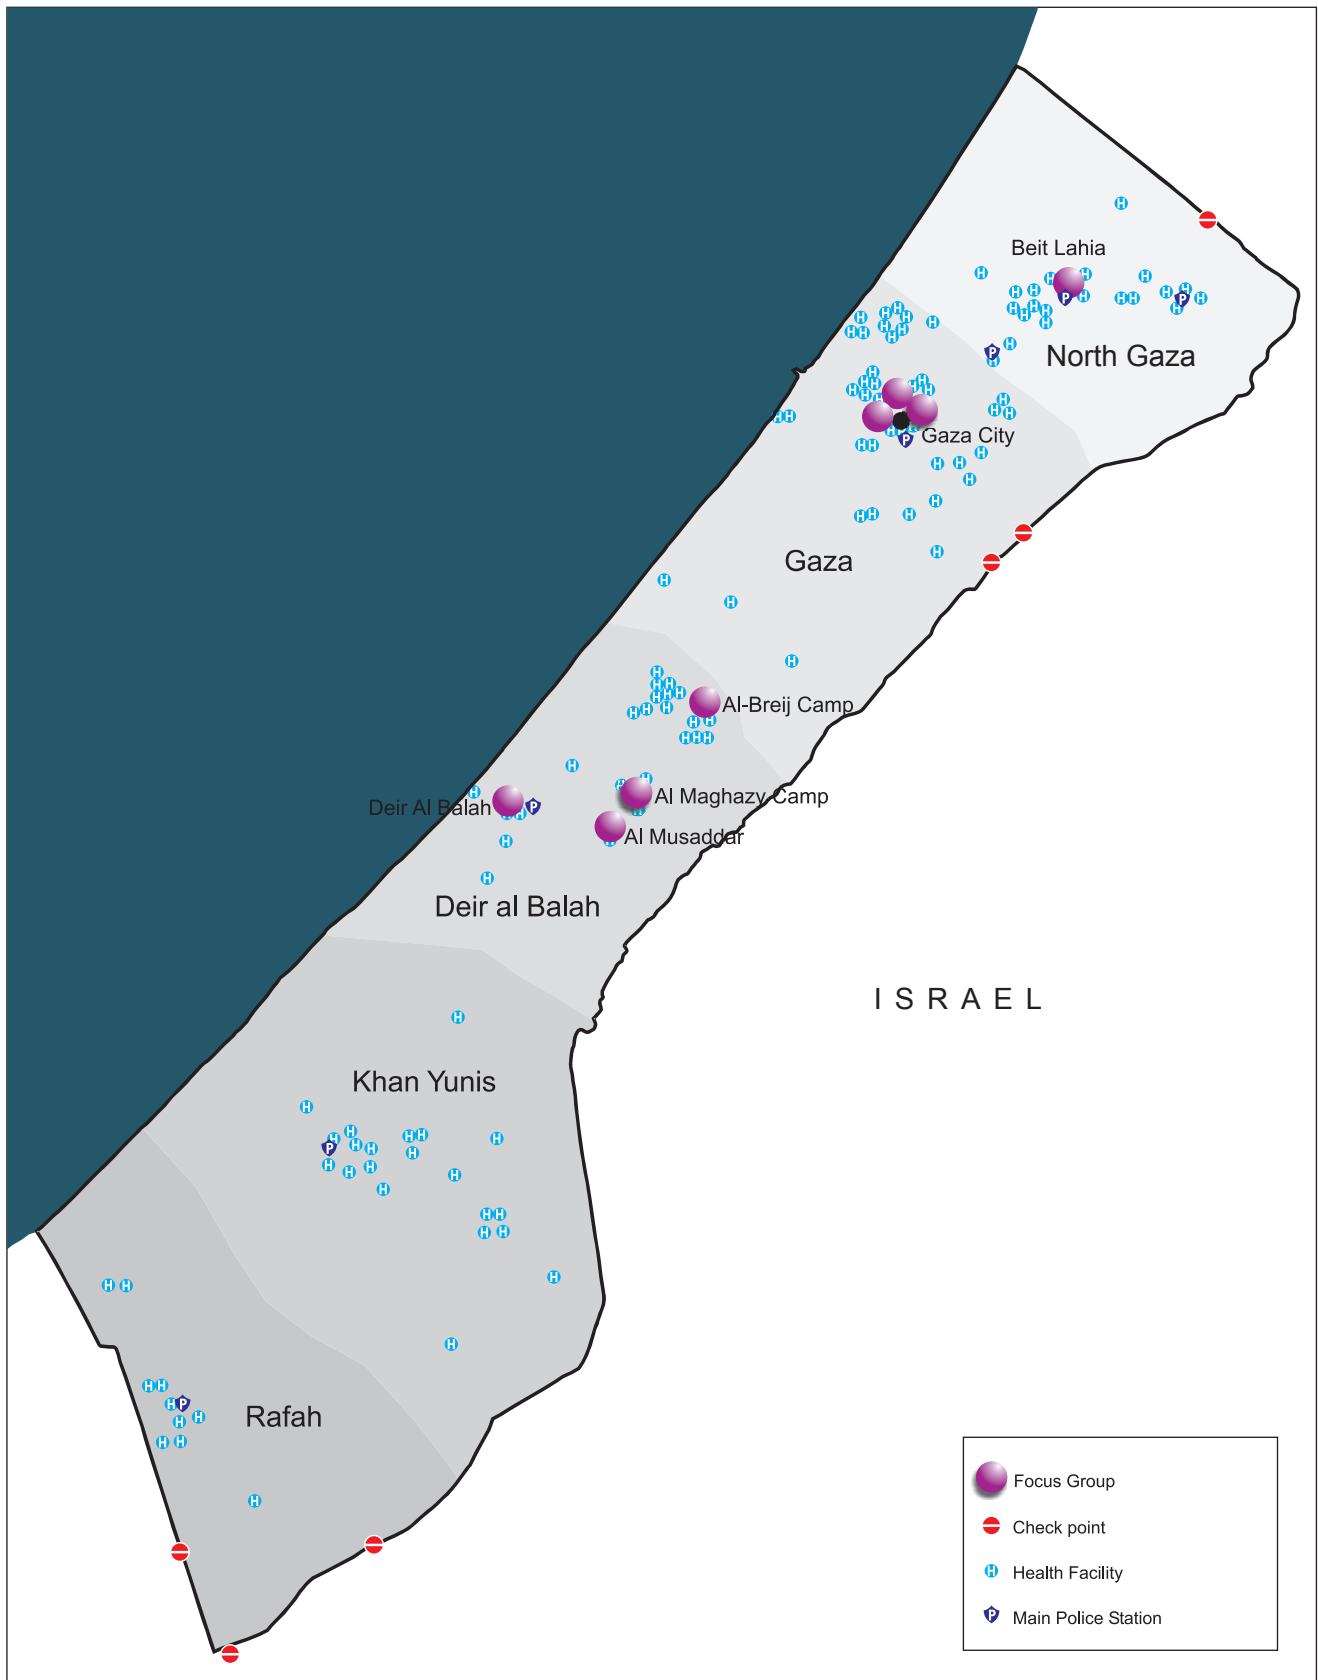 Beit Lahia
North Gaza
Gaza City
Gaza
Al-Breij Camp
Al Maghazy Camp
Deir Al Balah
Al Musaddar
Deir al Balah
ISRAEL
Khan Yunis
Rafah
Focus Group
Check point
H Health Facility
P Main Police Station